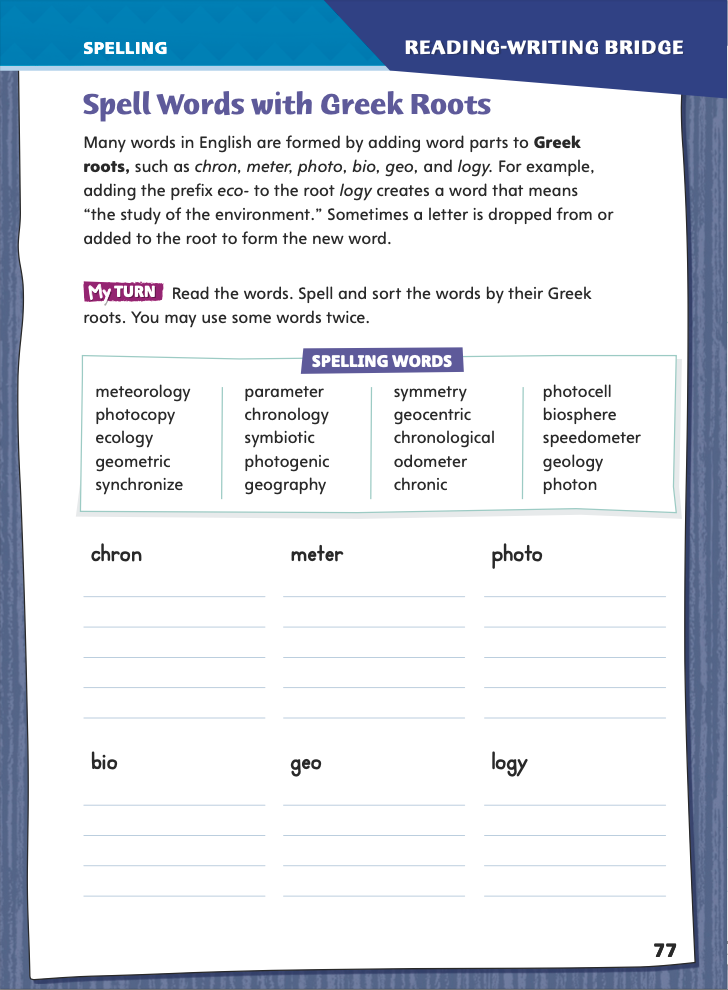 SPELLING
READING-WRITING BRIDGE
Spell Words with Greek Roots
Many words in English are formed by adding word parts to Greek
roots, such as chron, meter, photo, bio, geo, and logy. For example,
adding the prefix eco- to the root logy creates a word that means
“the study of the environment.” Sometimes a letter is dropped from or
added to the root to form the new word.
My TURN Read the words. Spell and sort the words by their Greek
roots. You may use some words twice.
SPELLING WORDS
meteorology
photocopy
ecology
geometric
synchronize
parameter
chronology
symbiotic
photogenic
geography
symmetry
geocentric
chronological
odometer
chronic
photocell
biosphere
speedometer
geology
photon
chron meter photo
bio geo logy
77